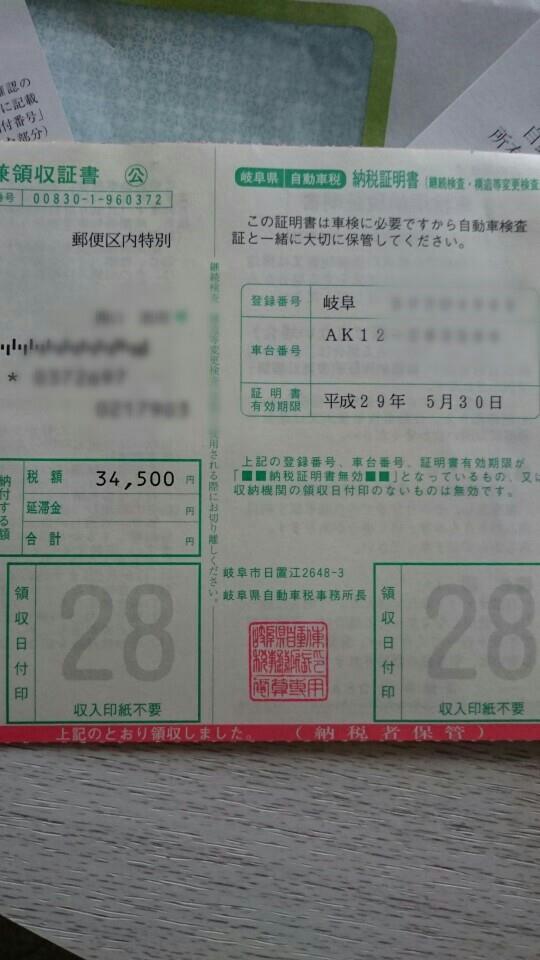 確認の
に記載
付番号」
兼領収証書 公
番号 00830-1-960372
郵便区内特別
税額 34,500 円
延滞金 円
合計 円
納付する額
領収日付印
28
収入印紙不要
上記のとおり領収しました。
岐阜県 自動車税 納税証明書 (継続検査・構造等変更検査
この証明書は車検に必要ですから自動車検査
証と一緒に大切に保管してください。
登録番号 岐阜
車台番号 AK12
証明書有効期限 平成29年 5月30日
上記の登録番号、車台番号、証明書有効期限が
「■■納税証明書無効■■」となっているもの、又は
収納機関の領収日付印のないものは無効です。
岐阜市日置江2648-3
岐阜県自動車税事務所長
領収日付印
28
収入印紙不要
(納税者保管)